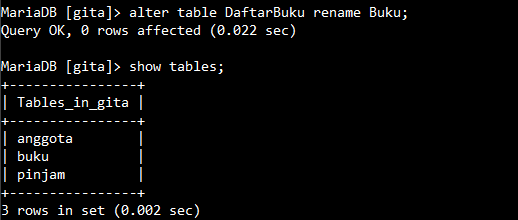 MariaDB [gita]> alter table DaftarBuku rename Buku;
Query OK, 0 rows affected (0.022 sec)

MariaDB [gita]> show tables;
+----------------+
| Tables_in_gita |
+----------------+
| anggota        |
| buku           |
| pinjam         |
+----------------+
3 rows in set (0.002 sec)